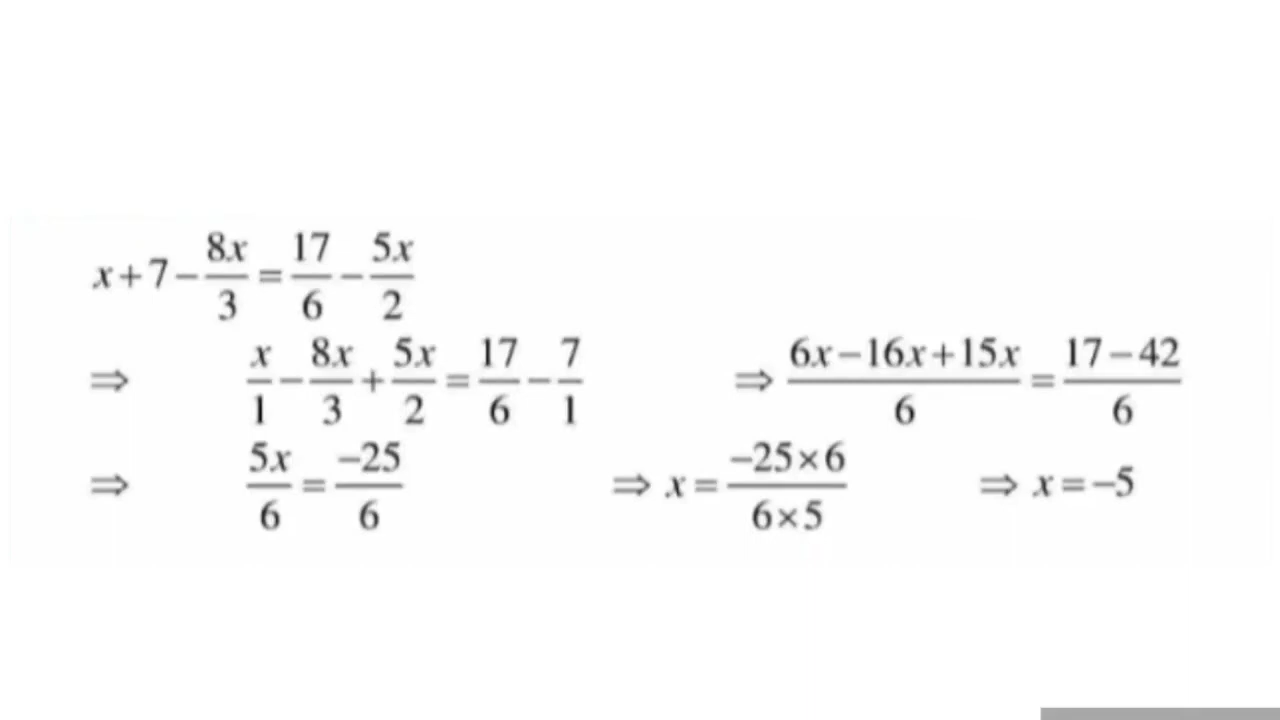 x+7−8x/3=17/6−5x/2
⇒ x/1−8x/3+5x/2=17/6−7/1 ⇒ 6x−16x+15x/6=17−42/6
⇒ 5x/6=−25/6 ⇒ x=−25×6/6×5 ⇒ x=−5